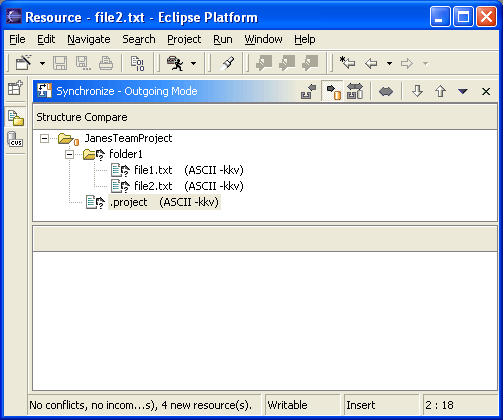 Resource - file2.txt - Eclipse Platform
File Edit Navigate Search Project Run Window Help
Synchronize - Outgoing Mode
Structure Compare
JanesTeamProject
folder1
file1.txt (ASCII -kkv)
file2.txt (ASCII -kkv)
.project (ASCII -kkv)
No conflicts, no incom...s), 4 new resource(s). Writable Insert 2 : 18